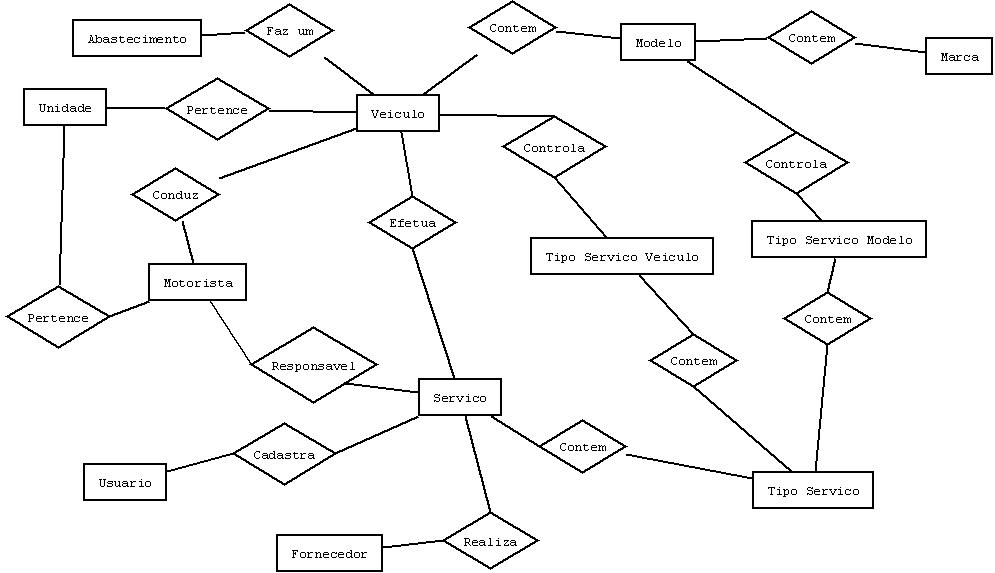 Faz um
Contem
Abastecimento
Modelo
Contem
Marca
Unidade
Pertence
Veiculo
Controla
Controla
Conduz
Efetua
Tipo Servico Modelo
Tipo Servico Veiculo
Motorista
Pertence
Contem
Contem
Responsavel
Servico
Contem
Cadastra
Usuario
Tipo Servico
Realiza
Fornecedor